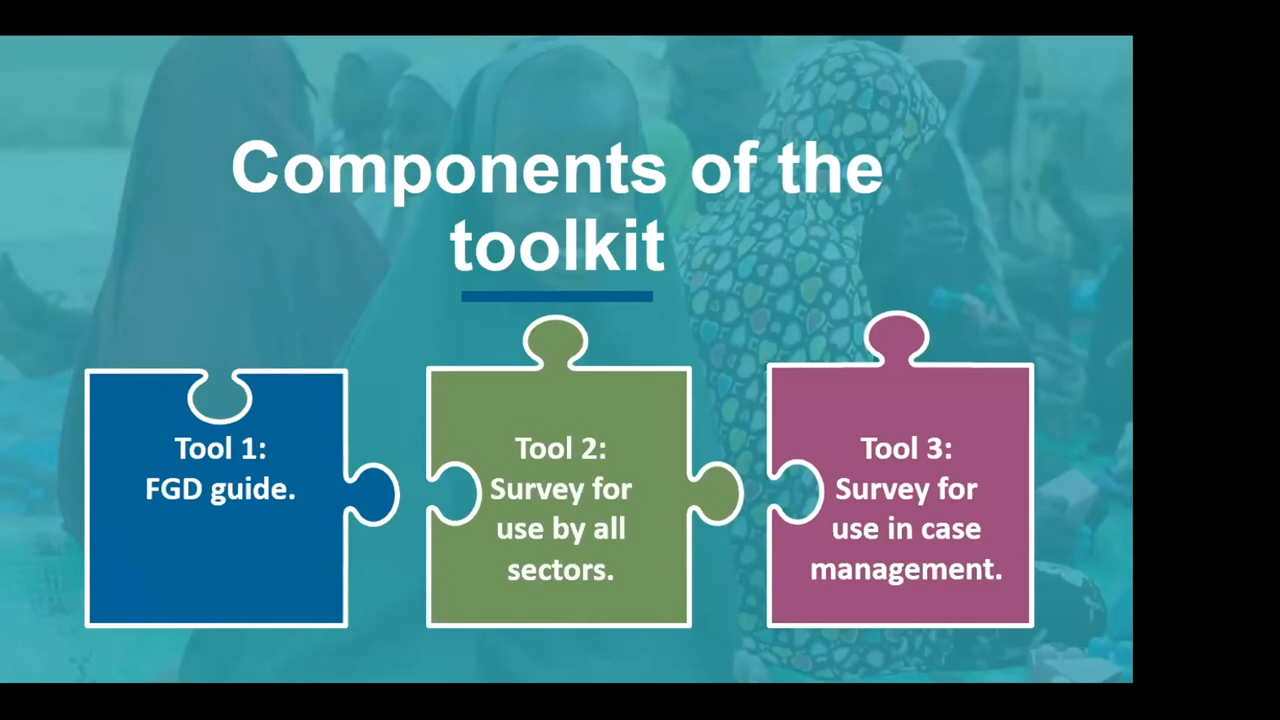 Components of the
toolkit
Tool 1:
FGD guide.
Tool 2:
Survey for
use by all
sectors.
Tool 3:
Survey for
use in case
management.